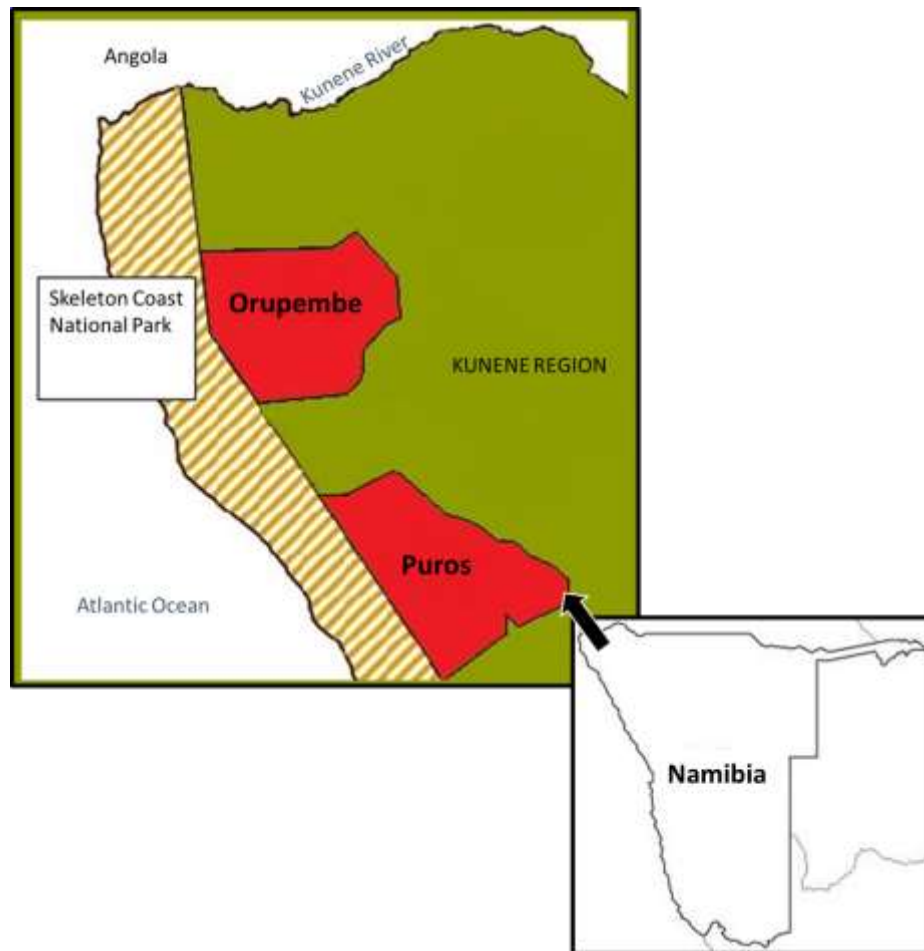 Angola
Kunene River
Orupembe
Skeleton Coast
National Park
KUNENE REGION
Puros
Atlantic Ocean
Namibia